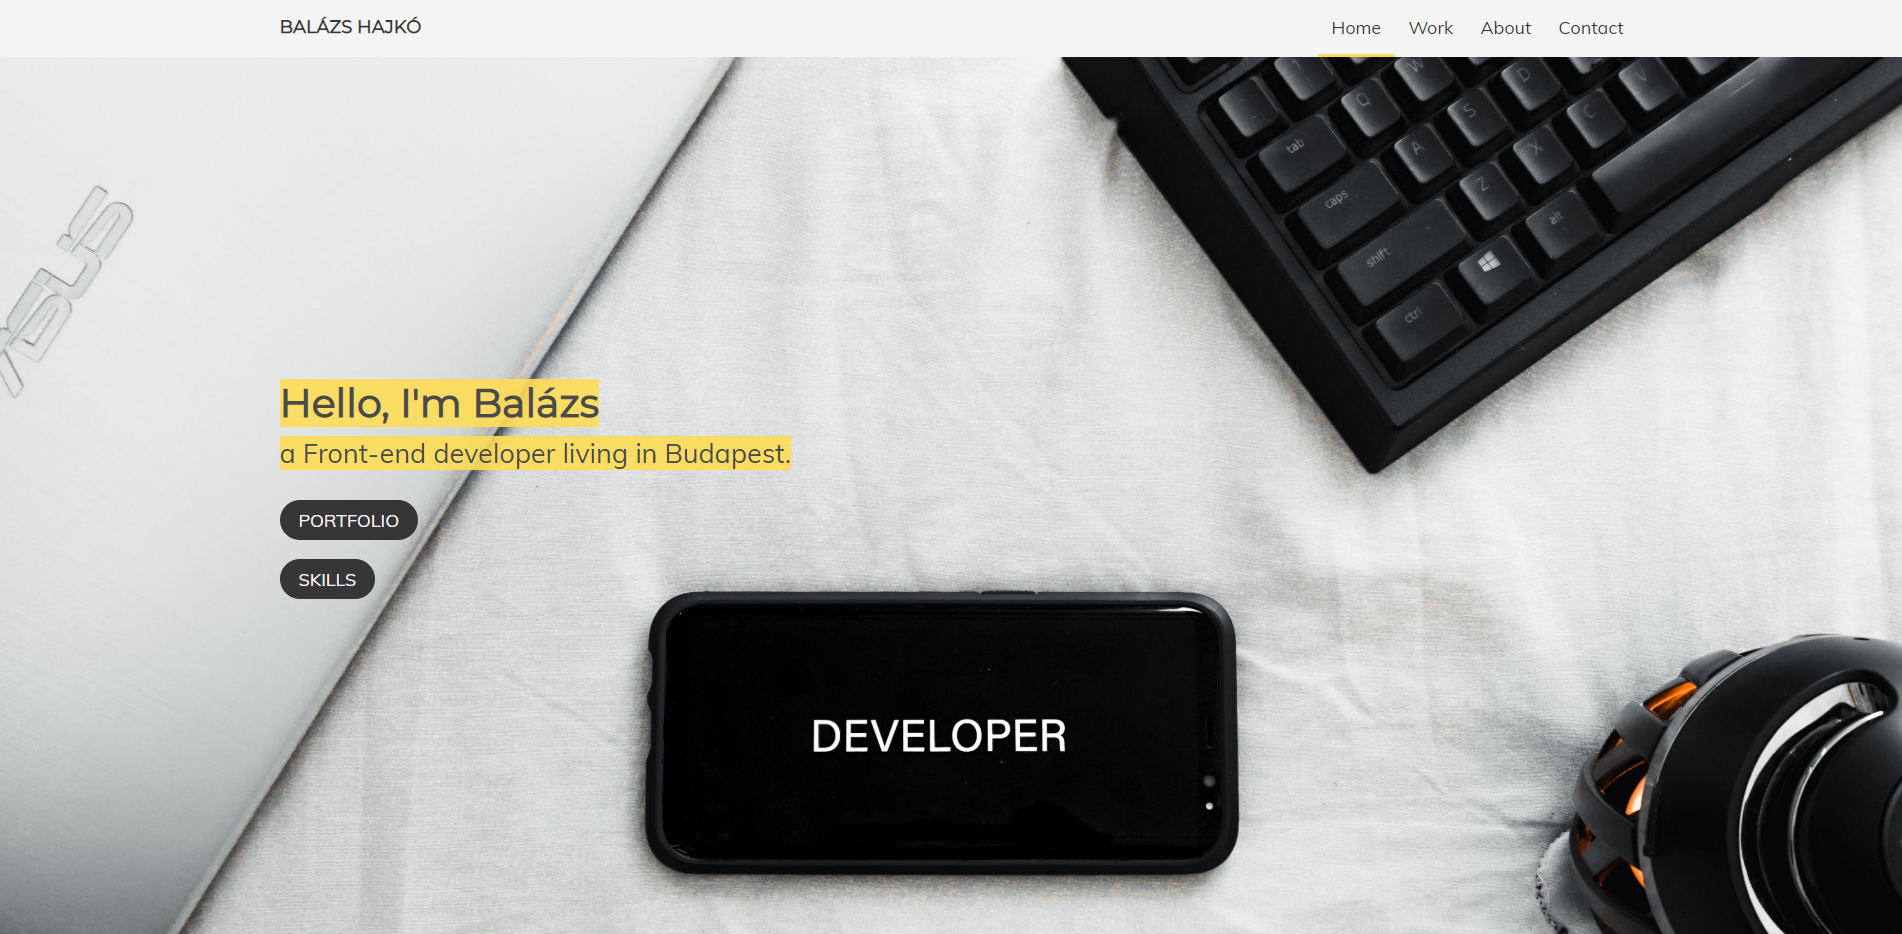 BALÁZS HAJKÓ
Home Work About Contact
1 W D V
Q S C
tab A X
caps Z
shift alt
ctrl
ASUS
Hello, I'm Balázs
a Front-end developer living in Budapest.
PORTFOLIO
SKILLS
DEVELOPER